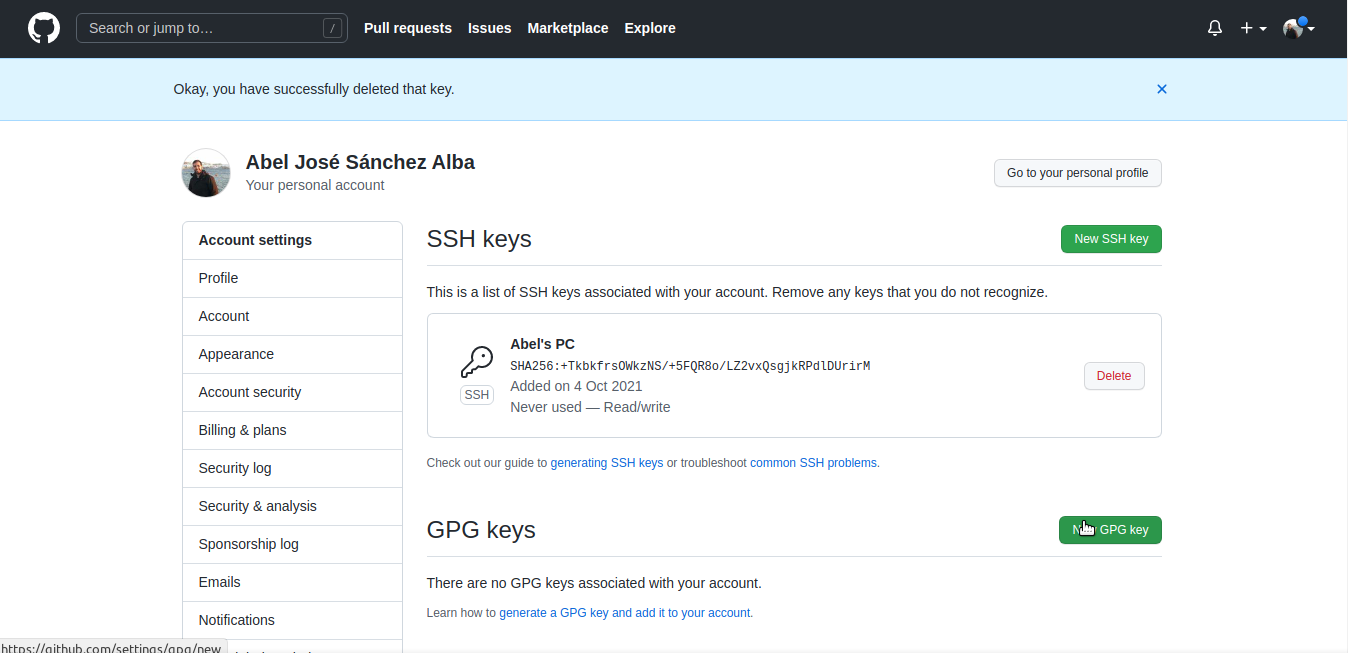 Search or jump to…
/
Pull requests
Issues
Marketplace
Explore
Okay, you have successfully deleted that key.
Abel José Sánchez Alba
Your personal account
Go to your personal profile
Account settings
Profile
Account
Appearance
Account security
Billing & plans
Security log
Security & analysis
Sponsorship log
Emails
Notifications
SSH keys
New SSH key
This is a list of SSH keys associated with your account. Remove any keys that you do not recognize.
Abel's PC
SHA256:+TkbkfrsOWkzNS/+5FQR8o/LZ2vxQsgjkRPdlDUrirM
Added on 4 Oct 2021
Never used — Read/write
SSH
Delete
Check out our guide to generating SSH keys or troubleshoot common SSH problems.
GPG keys
GPG key
There are no GPG keys associated with your account.
Learn how to generate a GPG key and add it to your account.
https://github.com/settings/gpg/new